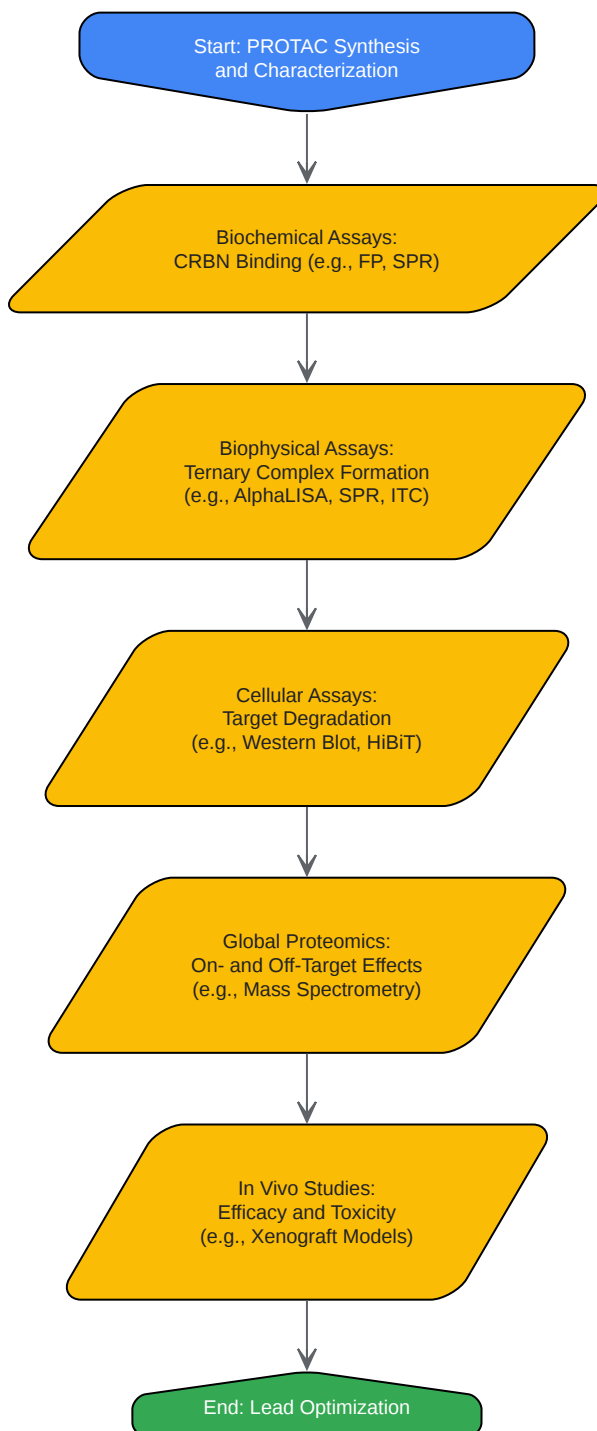 Start: PROTAC Synthesis
and Characterization
Biochemical Assays:
CRBN Binding (e.g., FP, SPR)
Biophysical Assays:
Ternary Complex Formation
(e.g., AlphaLISA, SPR, ITC)
Cellular Assays:
Target Degradation
(e.g., Western Blot, HiBiT)
Global Proteomics:
On- and Off-Target Effects
(e.g., Mass Spectrometry)
In Vivo Studies:
Efficacy and Toxicity
(e.g., Xenograft Models)
End: Lead Optimization